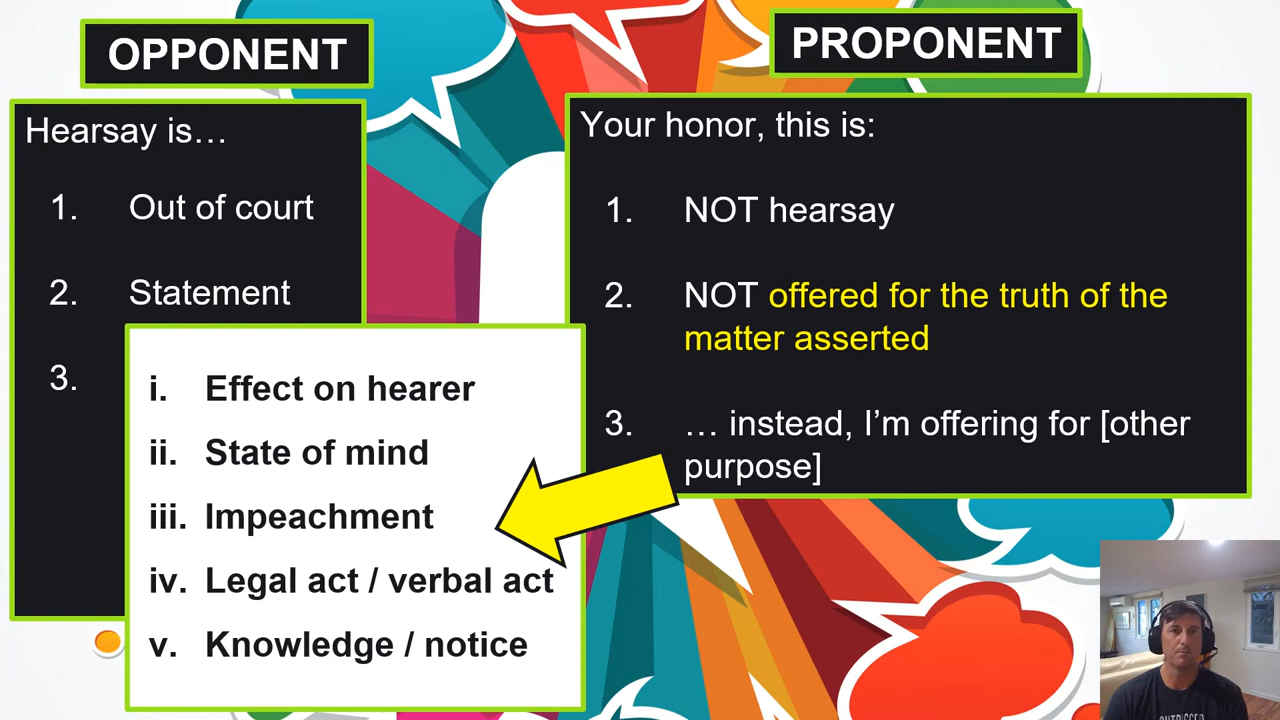 OPPONENT
Hearsay is…
1. Out of court
2. Statement
3.
i. Effect on hearer
ii. State of mind
iii. Impeachment
iv. Legal act / verbal act
v. Knowledge / notice
PROPONENT
Your honor, this is:
1. NOT hearsay
2. NOT offered for the truth of the
matter asserted
3. … instead, I’m offering for [other
purpose]